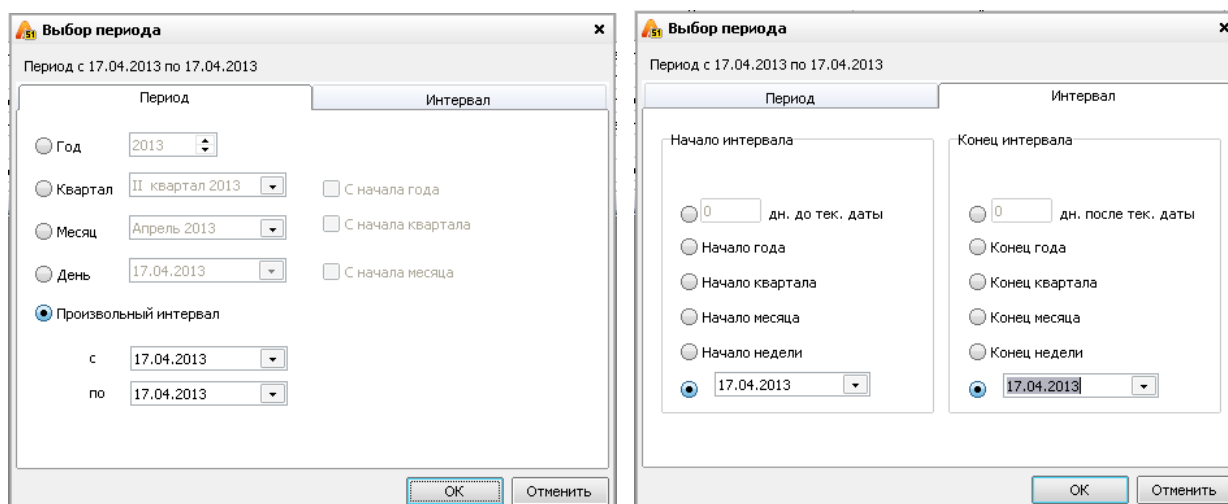 Выбор периода
Период с 17.04.2013 по 17.04.2013
Период
Интервал
Год 2013
Квартал II квартал 2013 С начала года
Месяц Апрель 2013 С начала квартала
День 17.04.2013 С начала месяца
Произвольный интервал
с 17.04.2013
по 17.04.2013
ОК Отменить
Выбор периода
Период с 17.04.2013 по 17.04.2013
Период
Интервал
Начало интервала
0 дн. до тек. даты
Начало года
Начало квартала
Начало месяца
Начало недели
17.04.2013
Конец интервала
0 дн. после тек. даты
Конец года
Конец квартала
Конец месяца
Конец недели
17.04.2013
ОК Отменить